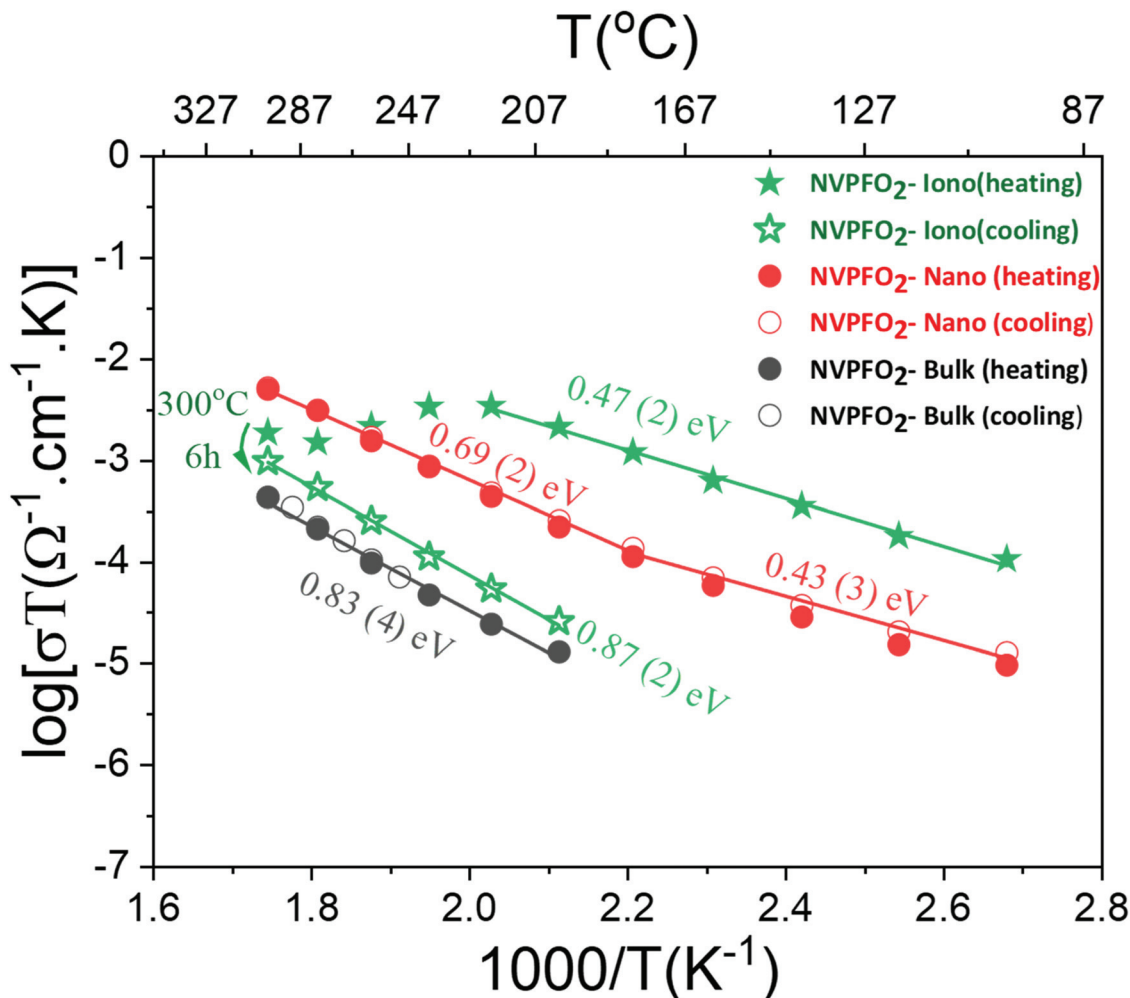 T(°C)
327 287 247 207 167 127 87
0
-1
-2
-3
-4
-5
-6
-7
log[σT(Ω⁻¹.cm⁻¹.K)]
NVPFO₂- Iono(heating)
NVPFO₂- Iono(cooling)
NVPFO₂- Nano (heating)
NVPFO₂- Nano (cooling)
NVPFO₂- Bulk (heating)
NVPFO₂- Bulk (cooling)
300°C
6h
0.47 (2) eV
0.69 (2) eV
0.43 (3) eV
0.83 (4) eV
0.87 (2) eV
1.6 1.8 2.0 2.2 2.4 2.6 2.8
1000/T(K⁻¹)